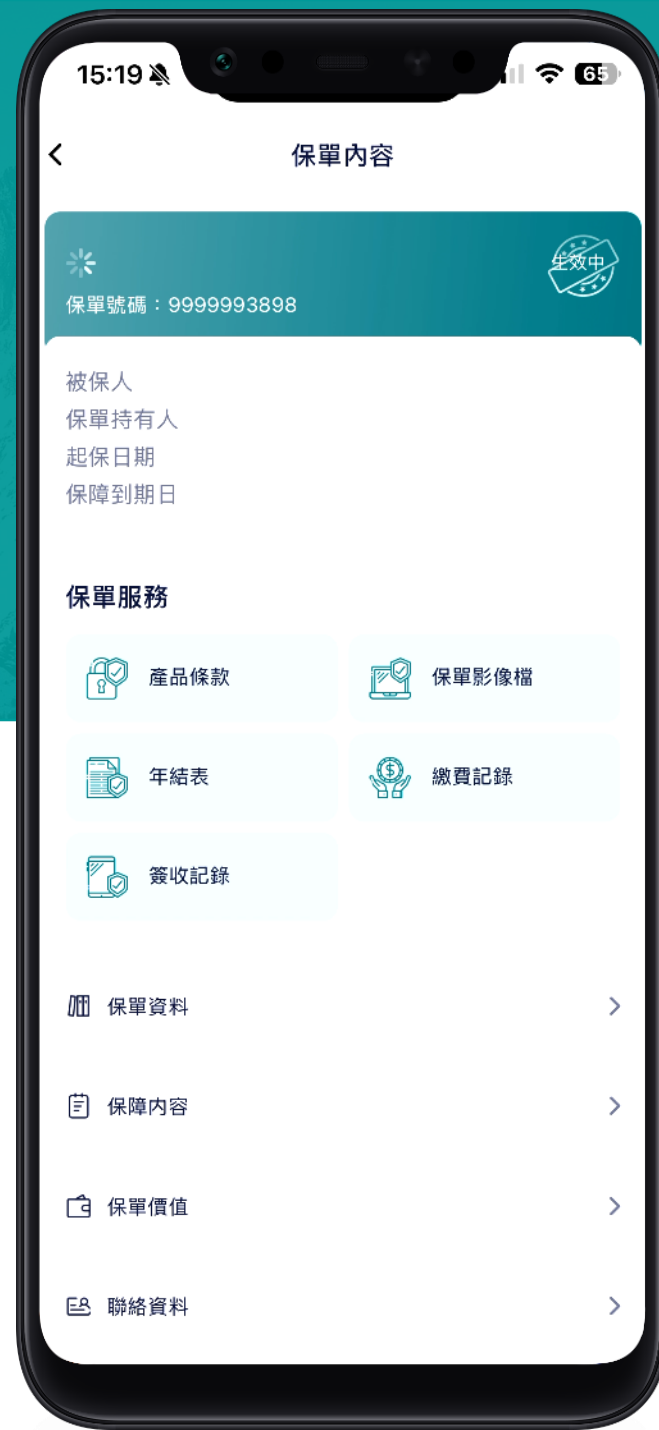 15:19
65
保單內容
生效中
保單號碼：9999993898
被保人
保單持有人
起保日期
保障到期日
保單服務
產品條款
保單影像檔
年結表
繳費記錄
簽收記錄
保單資料
保障内容
保單價值
聯絡資料